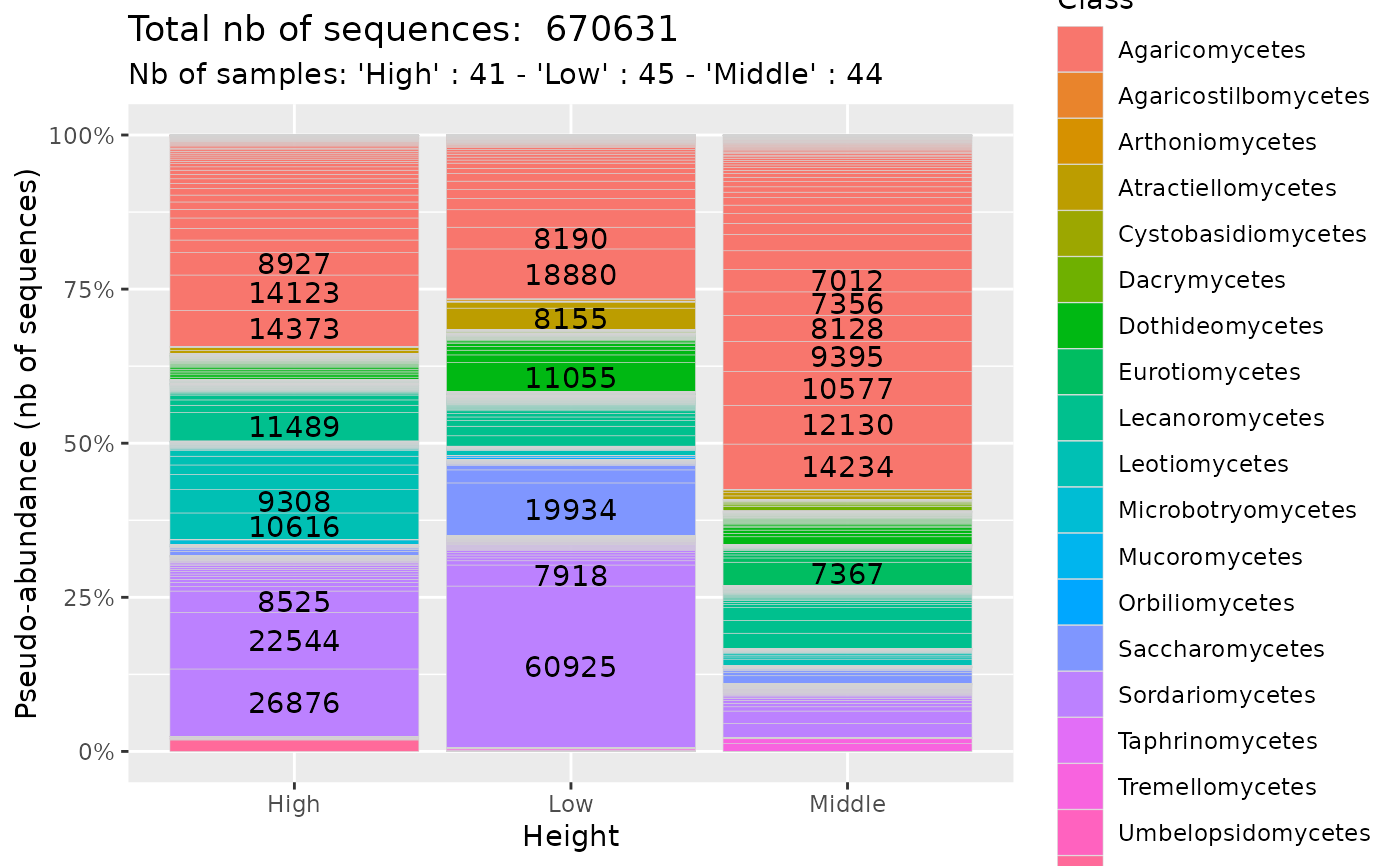 Total nb of sequences:  670631
Nb of samples: 'High' : 41 - 'Low' : 45 - 'Middle' : 44
Pseudo-abundance (nb of sequences)
100%
75%
50%
25%
0%
8927
14123
14373
11489
9308
10616
8525
22544
26876
8190
18880
8155
11055
19934
7918
60925
7012
7356
8128
9395
10577
12130
14234
7367
High
Low
Middle
Height
Class
Agaricomycetes
Agaricostilbomycetes
Arthoniomycetes
Atractiellomycetes
Cystobasidiomycetes
Dacrymycetes
Dothideomycetes
Eurotiomycetes
Lecanoromycetes
Leotiomycetes
Microbotryomycetes
Mucoromycetes
Orbiliomycetes
Saccharomycetes
Sordariomycetes
Taphrinomycetes
Tremellomycetes
Umbelopsidomycetes